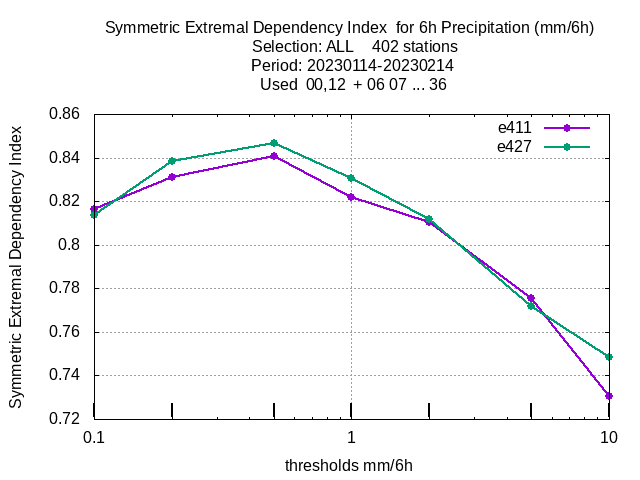 Symmetric Extremal Dependency Index  for 6h Precipitation (mm/6h)
Selection: ALL    402 stations
Period: 20230114-20230214
Used  00,12  + 06 07 ... 36
e411
e427
Symmetric Extremal Dependency Index
0.86
0.84
0.82
0.8
0.78
0.76
0.74
0.72
0.1
1
10
thresholds mm/6h